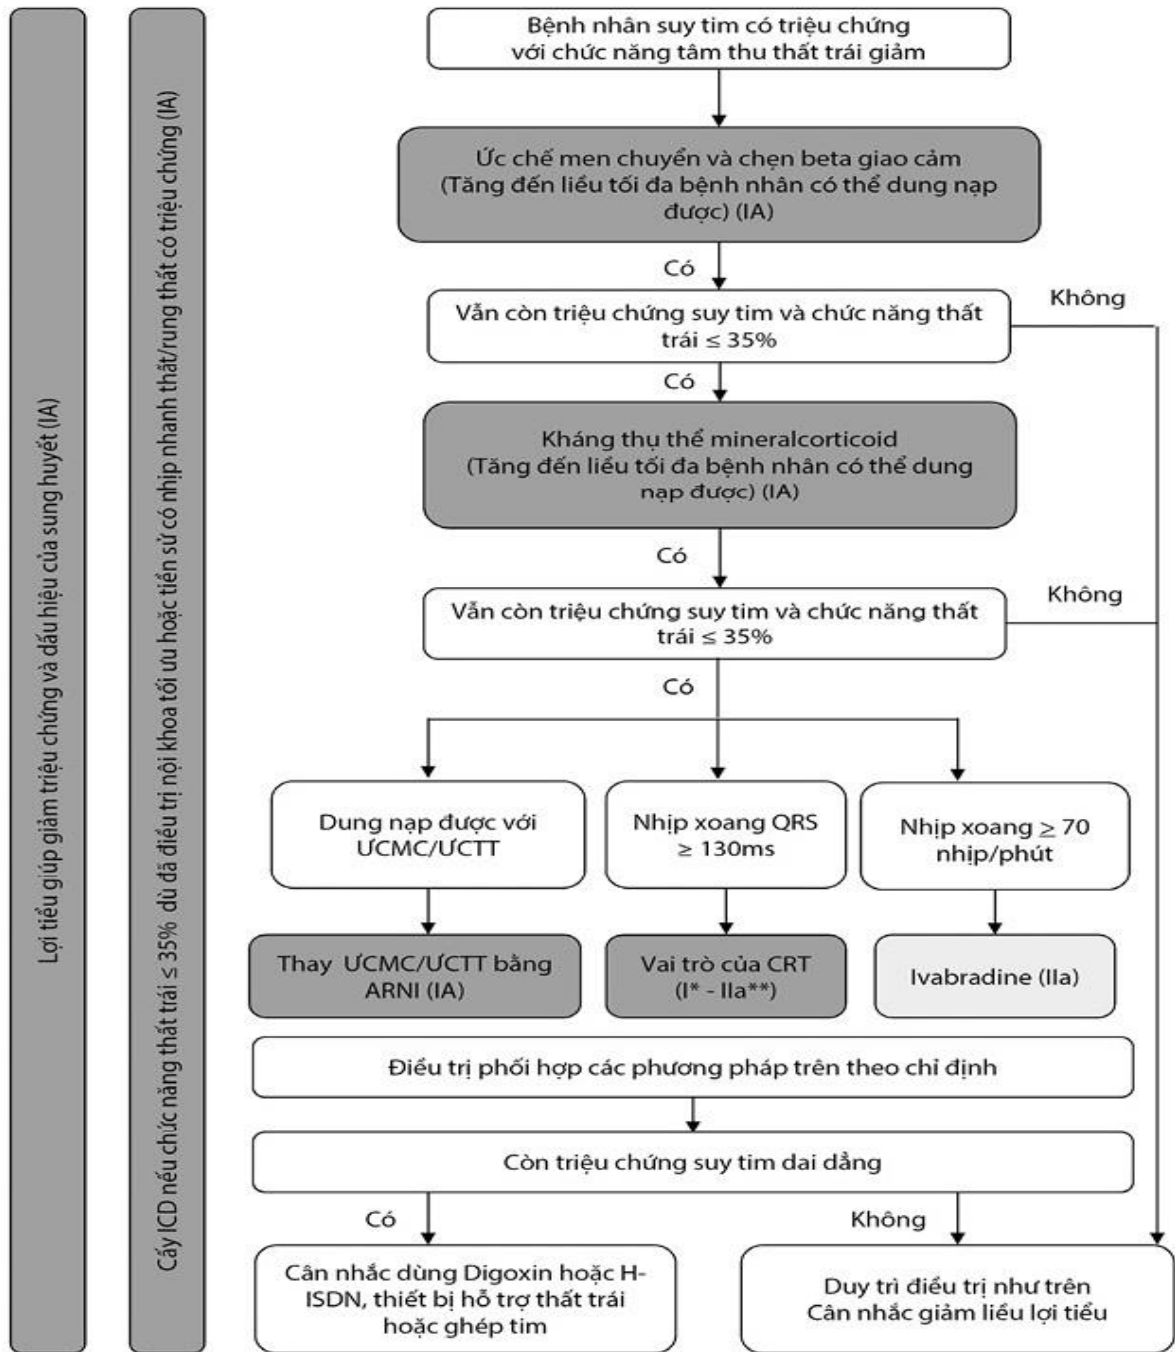 Lợi tiểu giúp giảm triệu chứng và dấu hiệu của sung huyết (IA)
Cấy ICD nếu chức năng thất trái ≤ 35% dù đã điều trị nội khoa tối ưu hoặc tiền sử có nhịp nhanh thất/rung thất có triệu chứng (IA)
Bệnh nhân suy tim có triệu chứng
với chức năng tâm thu thất trái giảm
Ức chế men chuyển và chẹn beta giao cảm
(Tăng đến liều tối đa bệnh nhân có thể dung nạp
được) (IA)
Có
Vẫn còn triệu chứng suy tim và chức năng thất
trái ≤ 35%
Không
Có
Kháng thụ thể mineralcorticoid
(Tăng đến liều tối đa bệnh nhân có thể dung
nạp được) (IA)
Có
Vẫn còn triệu chứng suy tim và chức năng thất
trái ≤ 35%
Không
Có
Dung nạp được với
ƯCMC/ƯCTT
Nhịp xoang QRS
≥ 130ms
Nhịp xoang ≥ 70
nhịp/phút
Thay ƯCMC/ƯCTT bằng
ARNI (IA)
Vai trò của CRT
(I* - IIa**)
Ivabradine (IIa)
Điều trị phối hợp các phương pháp trên theo chỉ định
Còn triệu chứng suy tim dai dẳng
Có
Không
Cân nhắc dùng Digoxin hoặc H-
ISDN, thiết bị hỗ trợ thất trái
hoặc ghép tim
Duy trì điều trị như trên
Cân nhắc giảm liều lợi tiểu